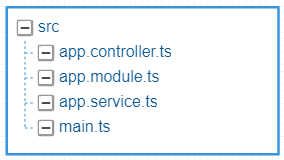 src
app.controller.ts
app.module.ts
app.service.ts
main.ts